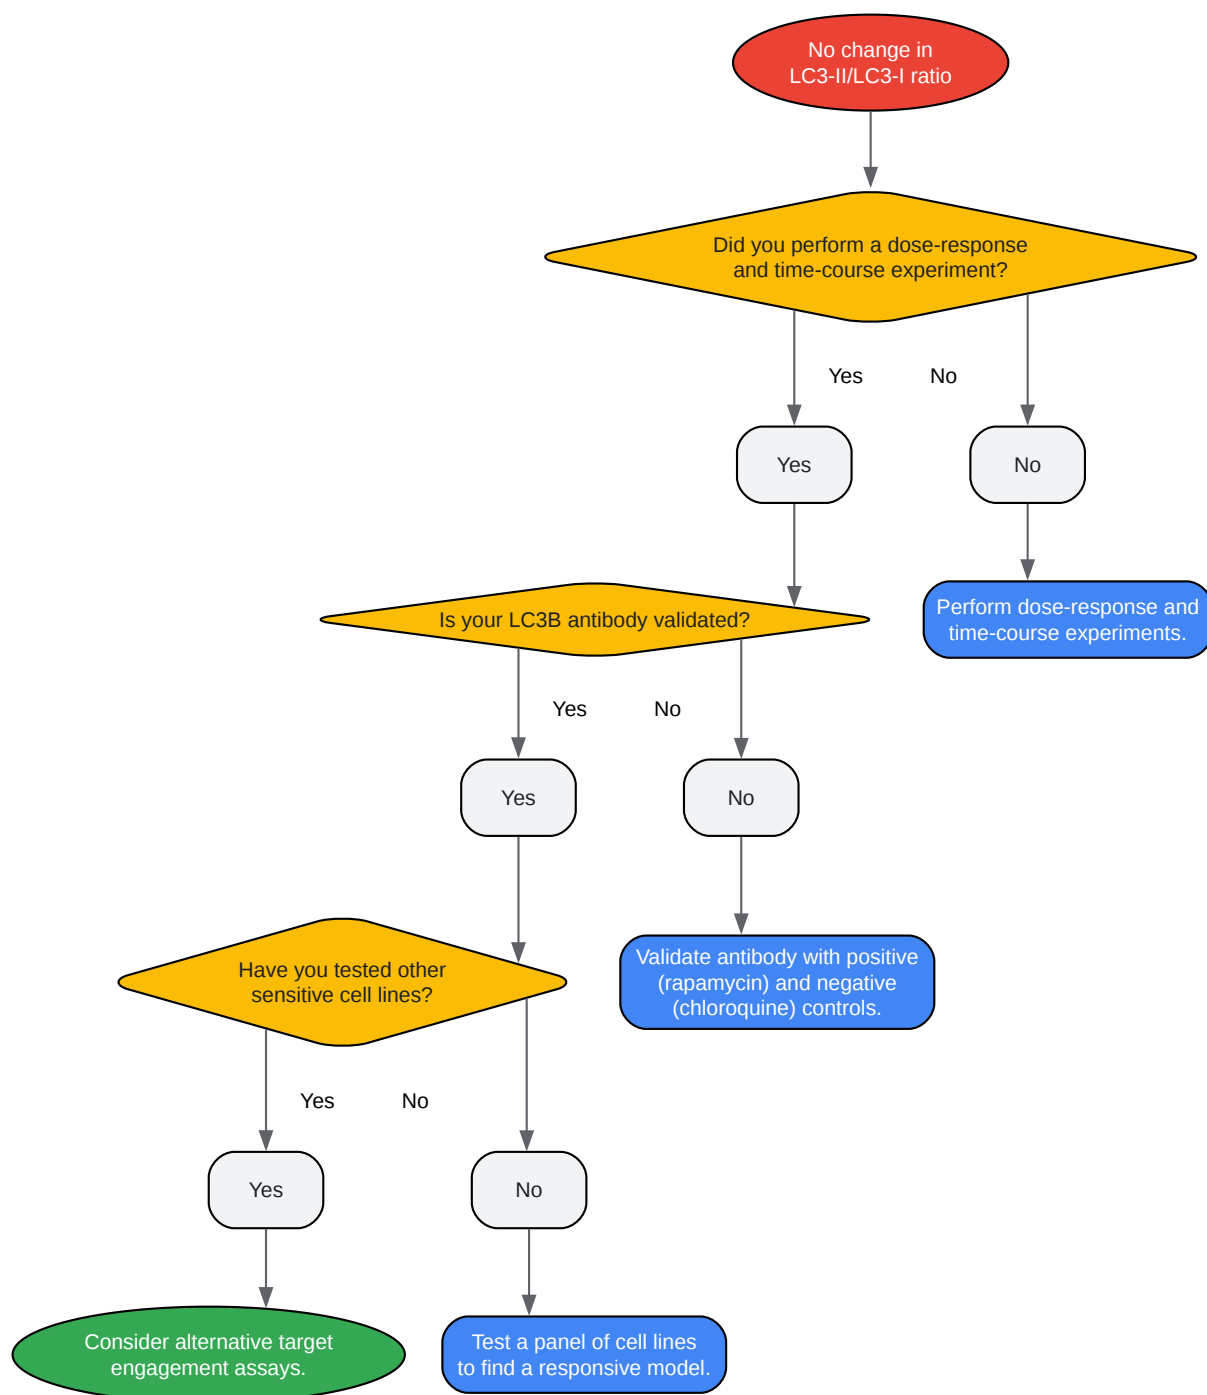 No change in
LC3-II/LC3-I ratio
Did you perform a dose-response
and time-course experiment?
Yes
No
Yes
No
Perform dose-response and
time-course experiments.
Is your LC3B antibody validated?
Yes
No
Yes
No
Validate antibody with positive
(rapamycin) and negative
(chloroquine) controls.
Have you tested other
sensitive cell lines?
Yes
No
Yes
No
Consider alternative target
engagement assays.
Test a panel of cell lines
to find a responsive model.